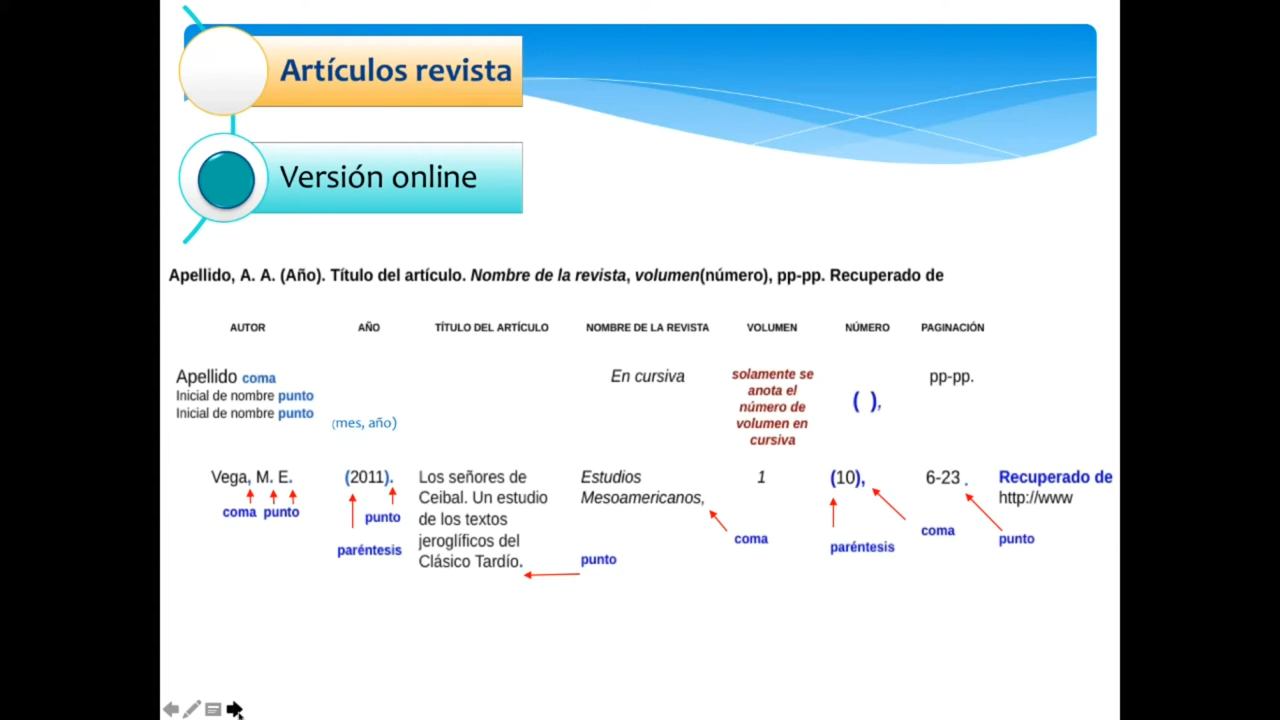 Artículos revista
Versión online
Apellido, A. A. (Año). Título del artículo. Nombre de la revista, volumen(número), pp-pp. Recuperado de
AUTOR AÑO TÍTULO DEL ARTÍCULO NOMBRE DE LA REVISTA VOLUMEN NÚMERO PAGINACIÓN
Apellido coma
Inicial de nombre punto
Inicial de nombre punto
(mes, año)
En cursiva
solamente se
anota el
número de
volumen en
cursiva
( ),
pp-pp.
Vega, M. E.
coma punto
(2011).
punto
paréntesis
Los señores de
Ceibal. Un estudio
de los textos
jeroglíficos del
Clásico Tardío.
punto
Estudios
Mesoamericanos,
coma
1
(10),
paréntesis
coma
6-23 .
punto
Recuperado de
http://www